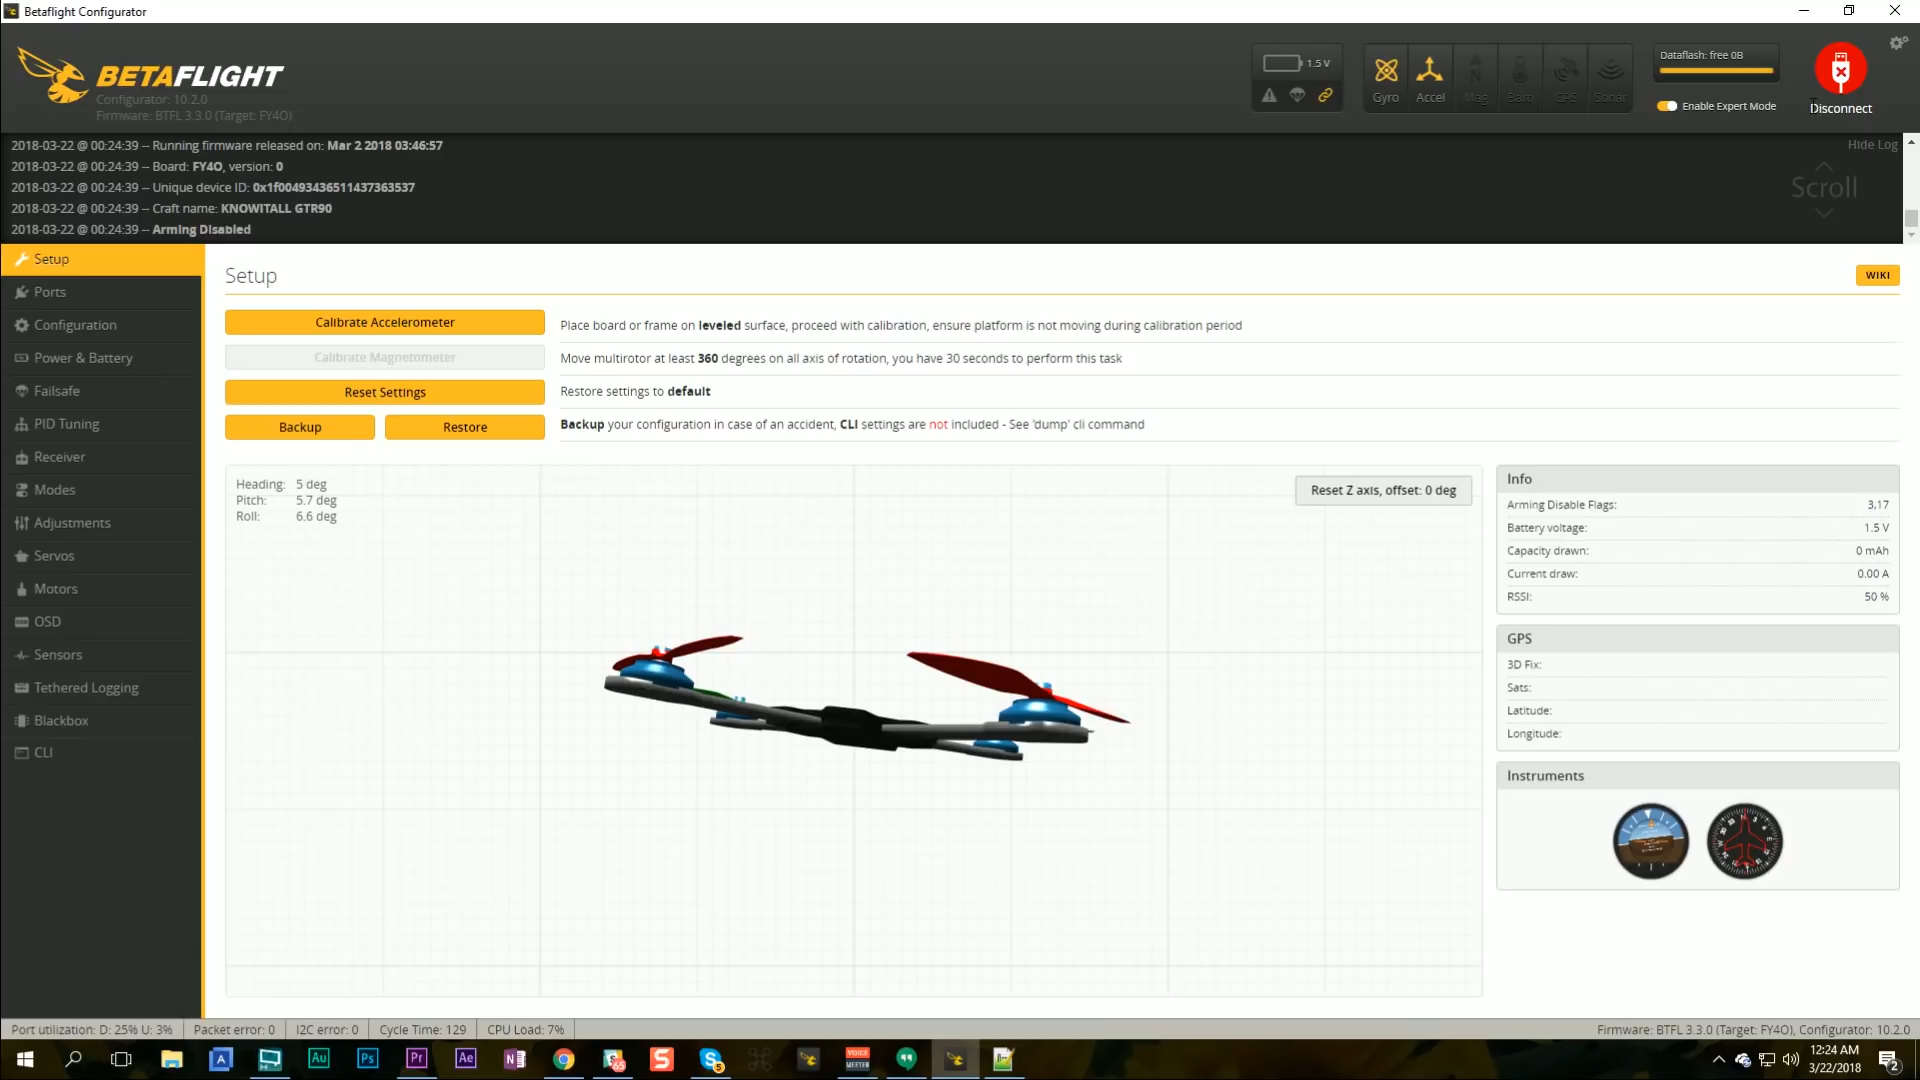 Betaflight Configurator
BETAFLIGHT
Configurator: 10.2.0
Firmware: BTFL 3.3.0 (Target: FY4O)
1.5 V
Gyro Accel Mag Baro GPS Sonar
Dataflash: free 0B
Enable Expert Mode
Disconnect
2018-03-22 @ 00:24:39 -- Running firmware released on: Mar 2 2018 03:46:57
2018-03-22 @ 00:24:39 -- Board: FY4O, version: 0
2018-03-22 @ 00:24:39 -- Unique device ID: 0x1f00493436511437363537
2018-03-22 @ 00:24:39 -- Craft name: KNOWITALL GTR90
2018-03-22 @ 00:24:39 -- Arming Disabled
Hide Log
Scroll
Setup
Ports
Configuration
Power & Battery
Failsafe
PID Tuning
Receiver
Modes
Adjustments
Servos
Motors
OSD
Sensors
Tethered Logging
Blackbox
CLI
Setup
WIKI
Calibrate Accelerometer
Place board or frame on leveled surface, proceed with calibration, ensure platform is not moving during calibration period
Calibrate Magnetometer
Move multirotor at least 360 degrees on all axis of rotation, you have 30 seconds to perform this task
Reset Settings
Restore settings to default
Backup
Restore
Backup your configuration in case of an accident, CLI settings are not included - See 'dump' cli command
Heading: 5 deg
Pitch: 5.7 deg
Roll: 6.6 deg
Reset Z axis, offset: 0 deg
Info
Arming Disable Flags: 3,17
Battery voltage: 1.5 V
Capacity drawn: 0 mAh
Current draw: 0.00 A
RSSI: 50 %
GPS
3D Fix:
Sats:
Latitude:
Longitude:
Instruments
Port utilization: D: 25% U: 3%
Packet error: 0
I2C error: 0
Cycle Time: 129
CPU Load: 7%
Firmware: BTFL 3.3.0 (Target: FY4O), Configurator: 10.2.0
12:24 AM
3/22/2018